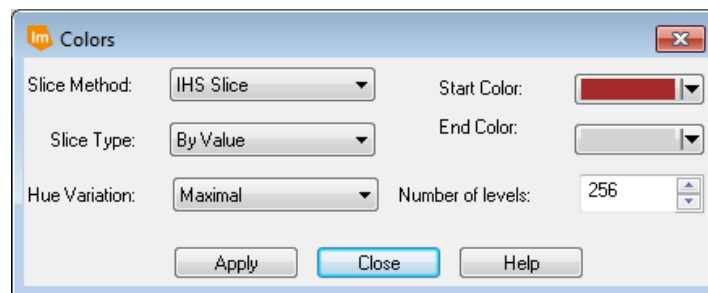 Im Colors
Slice Method: IHS Slice Start Color:
Slice Type: By Value End Color:
Hue Variation: Maximal Number of levels: 256
Apply Close Help